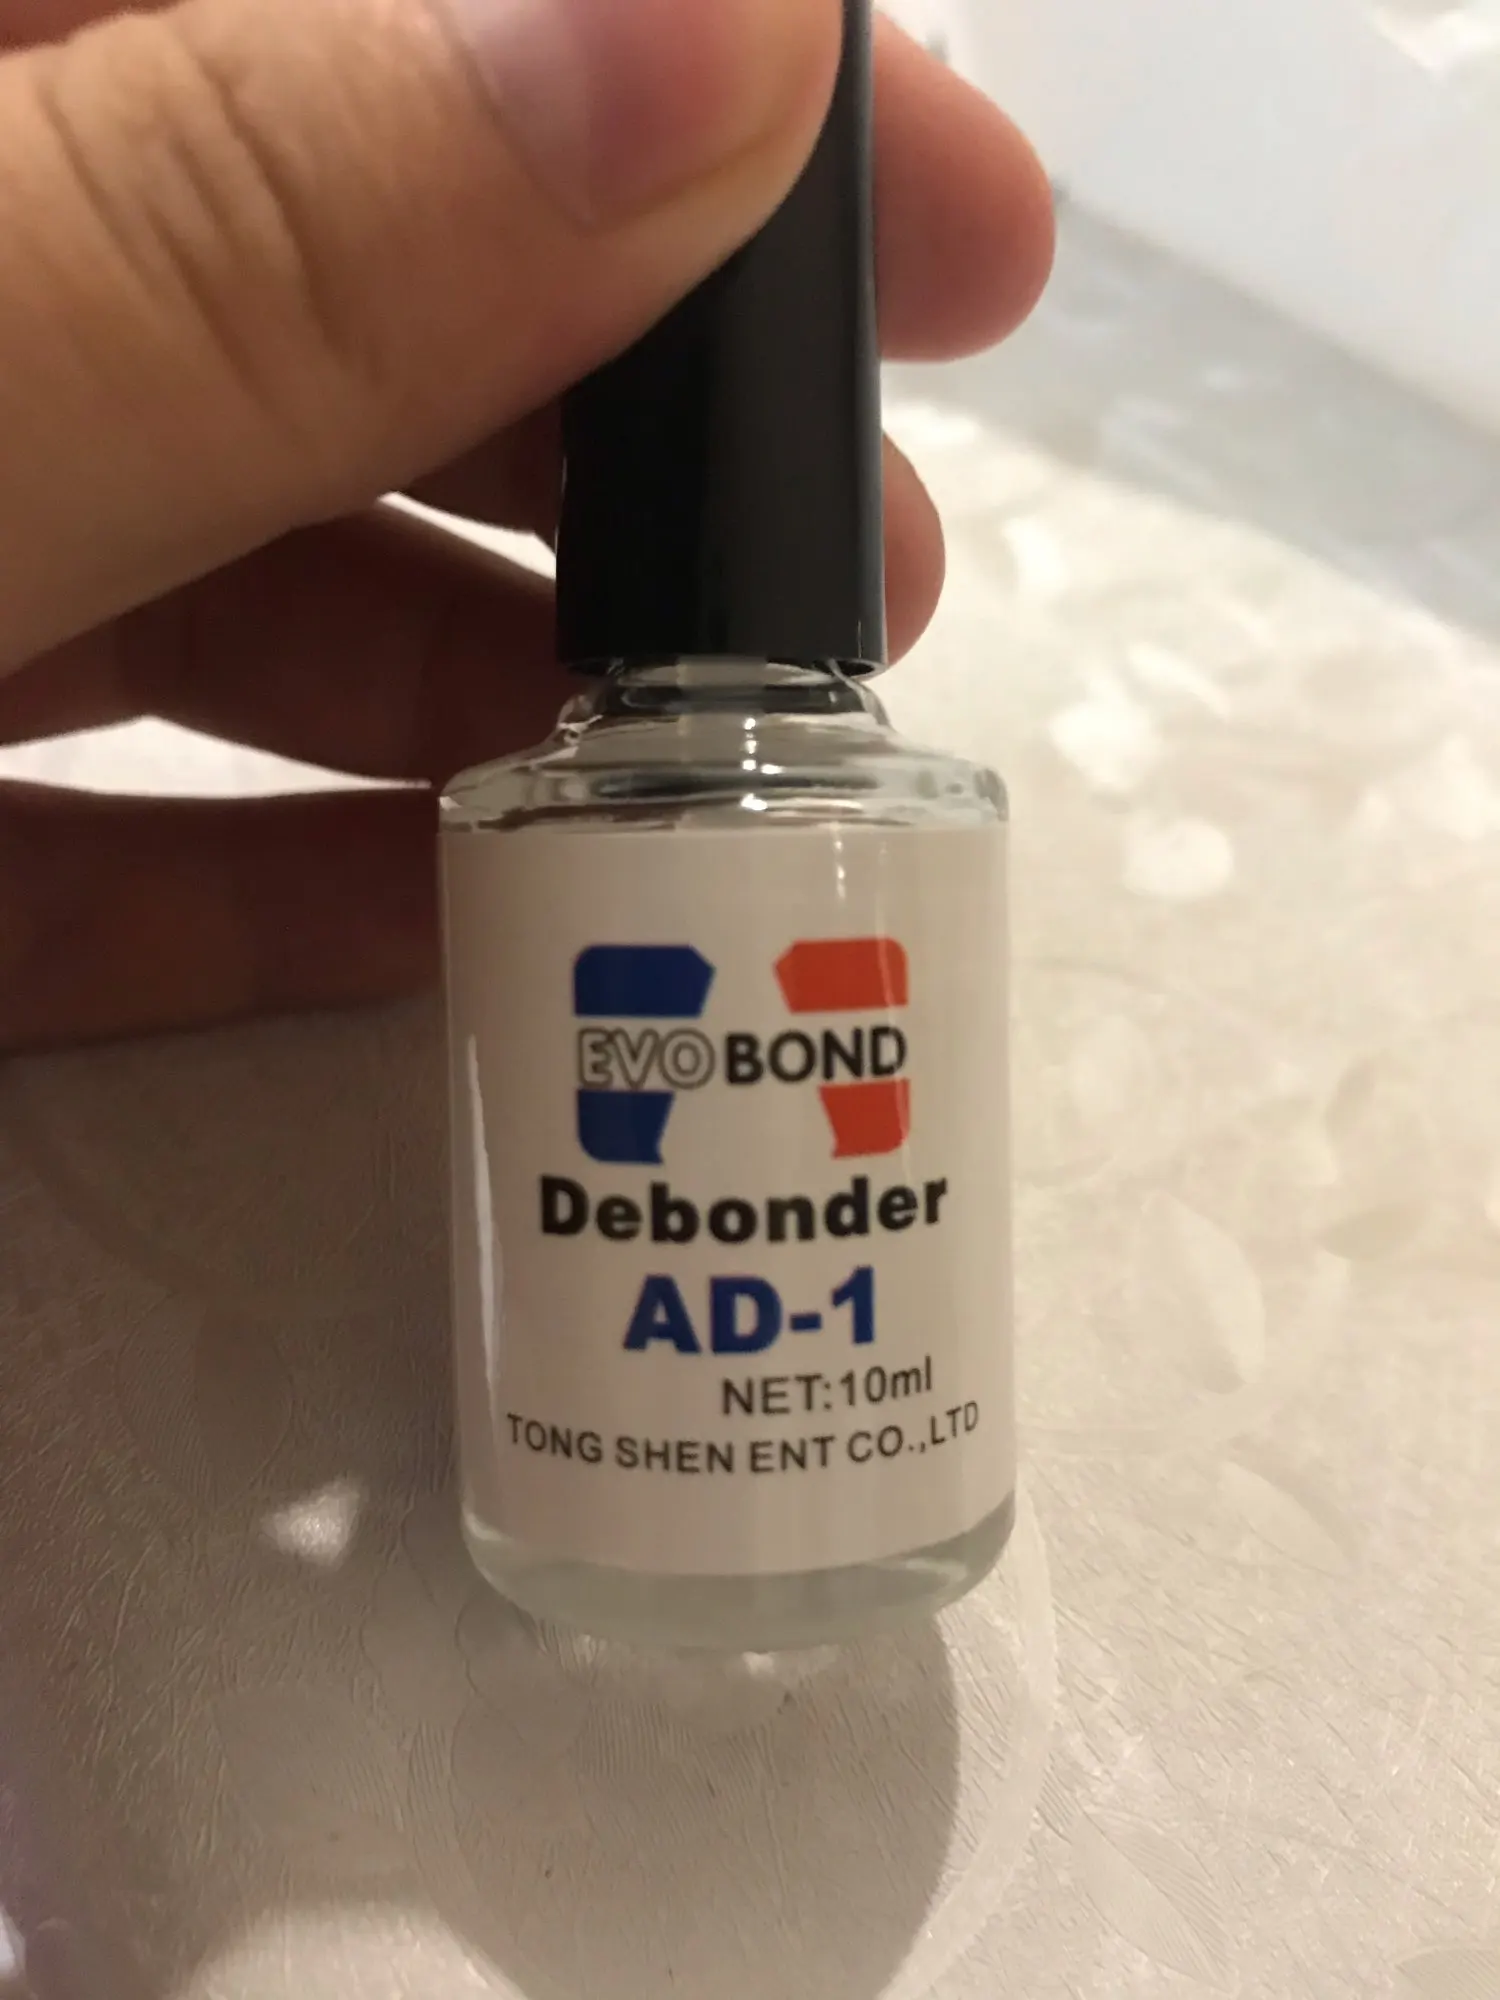 EVOBOND
Debonder
AD-1
NET:10ml
TONG SHEN ENT CO.,LTD